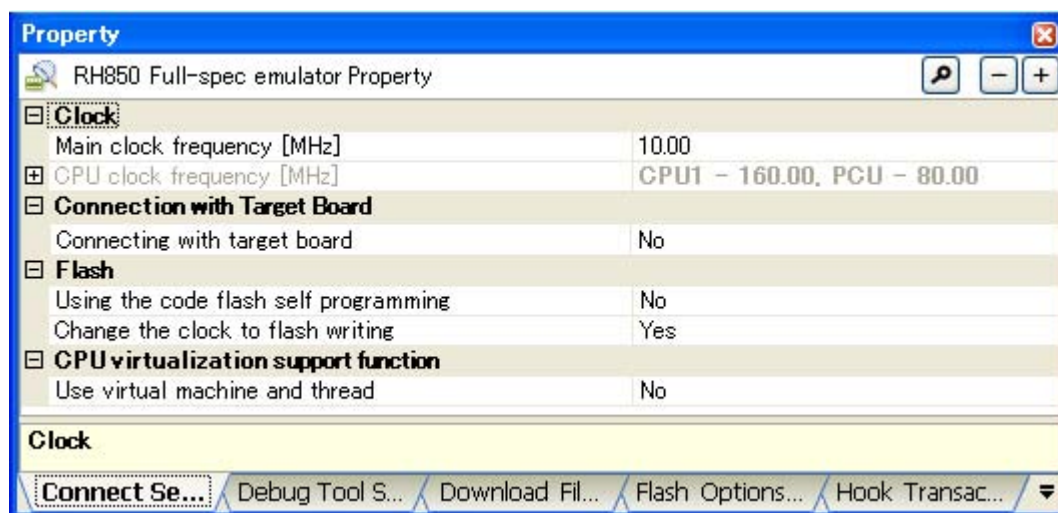 Property
RH850 Full-spec emulator Property
Clock
Main clock frequency [MHz] 10.00
CPU clock frequency [MHz] CPU1 - 160.00, PCU - 80.00
Connection with Target Board
Connecting with target board No
Flash
Using the code flash self programming No
Change the clock to flash writing Yes
CPU virtualization support function
Use virtual machine and thread No
Clock
Connect Se... Debug Tool S... Download Fil... Flash Options... Hook Transac...